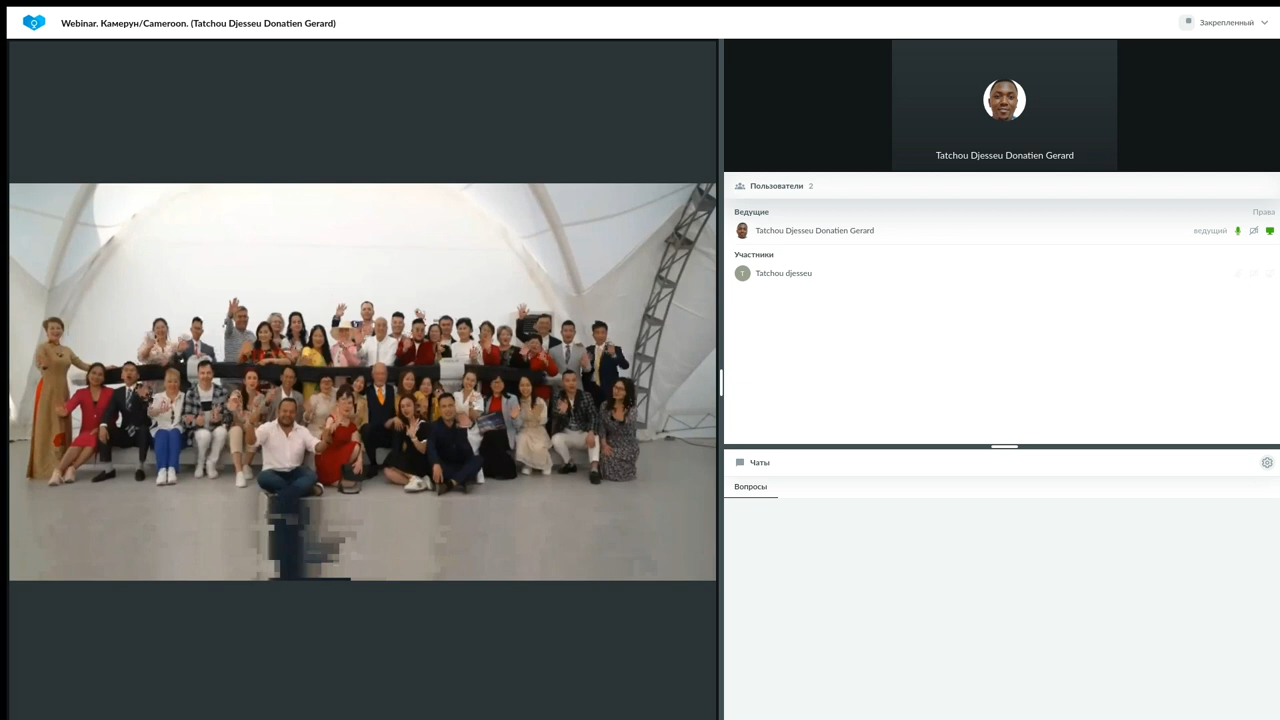 Webinar. Камерун/Cameroon. (Tatchou Djesseu Donatien Gerard)
Закрепленный
Tatchou Djesseu Donatien Gerard
Пользователи 2
Ведущие Права
Tatchou Djesseu Donatien Gerard ведущий
Участники
T Tatchou djesseu
Чаты
Вопросы